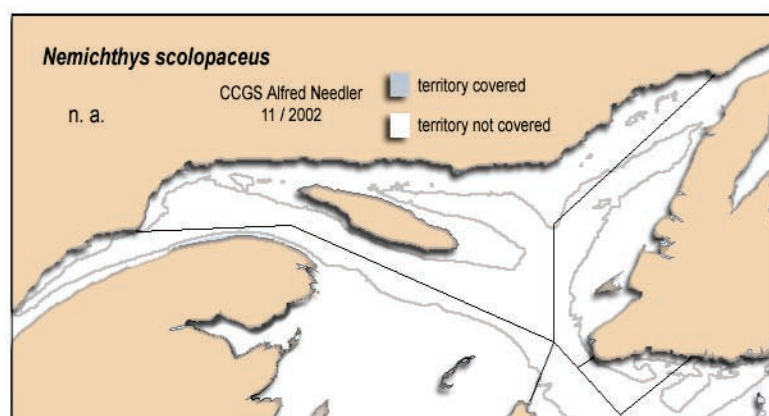 Nemichthys scolopaceus
n. a.
CCGS Alfred Needler
11 / 2002
territory covered
territory not covered